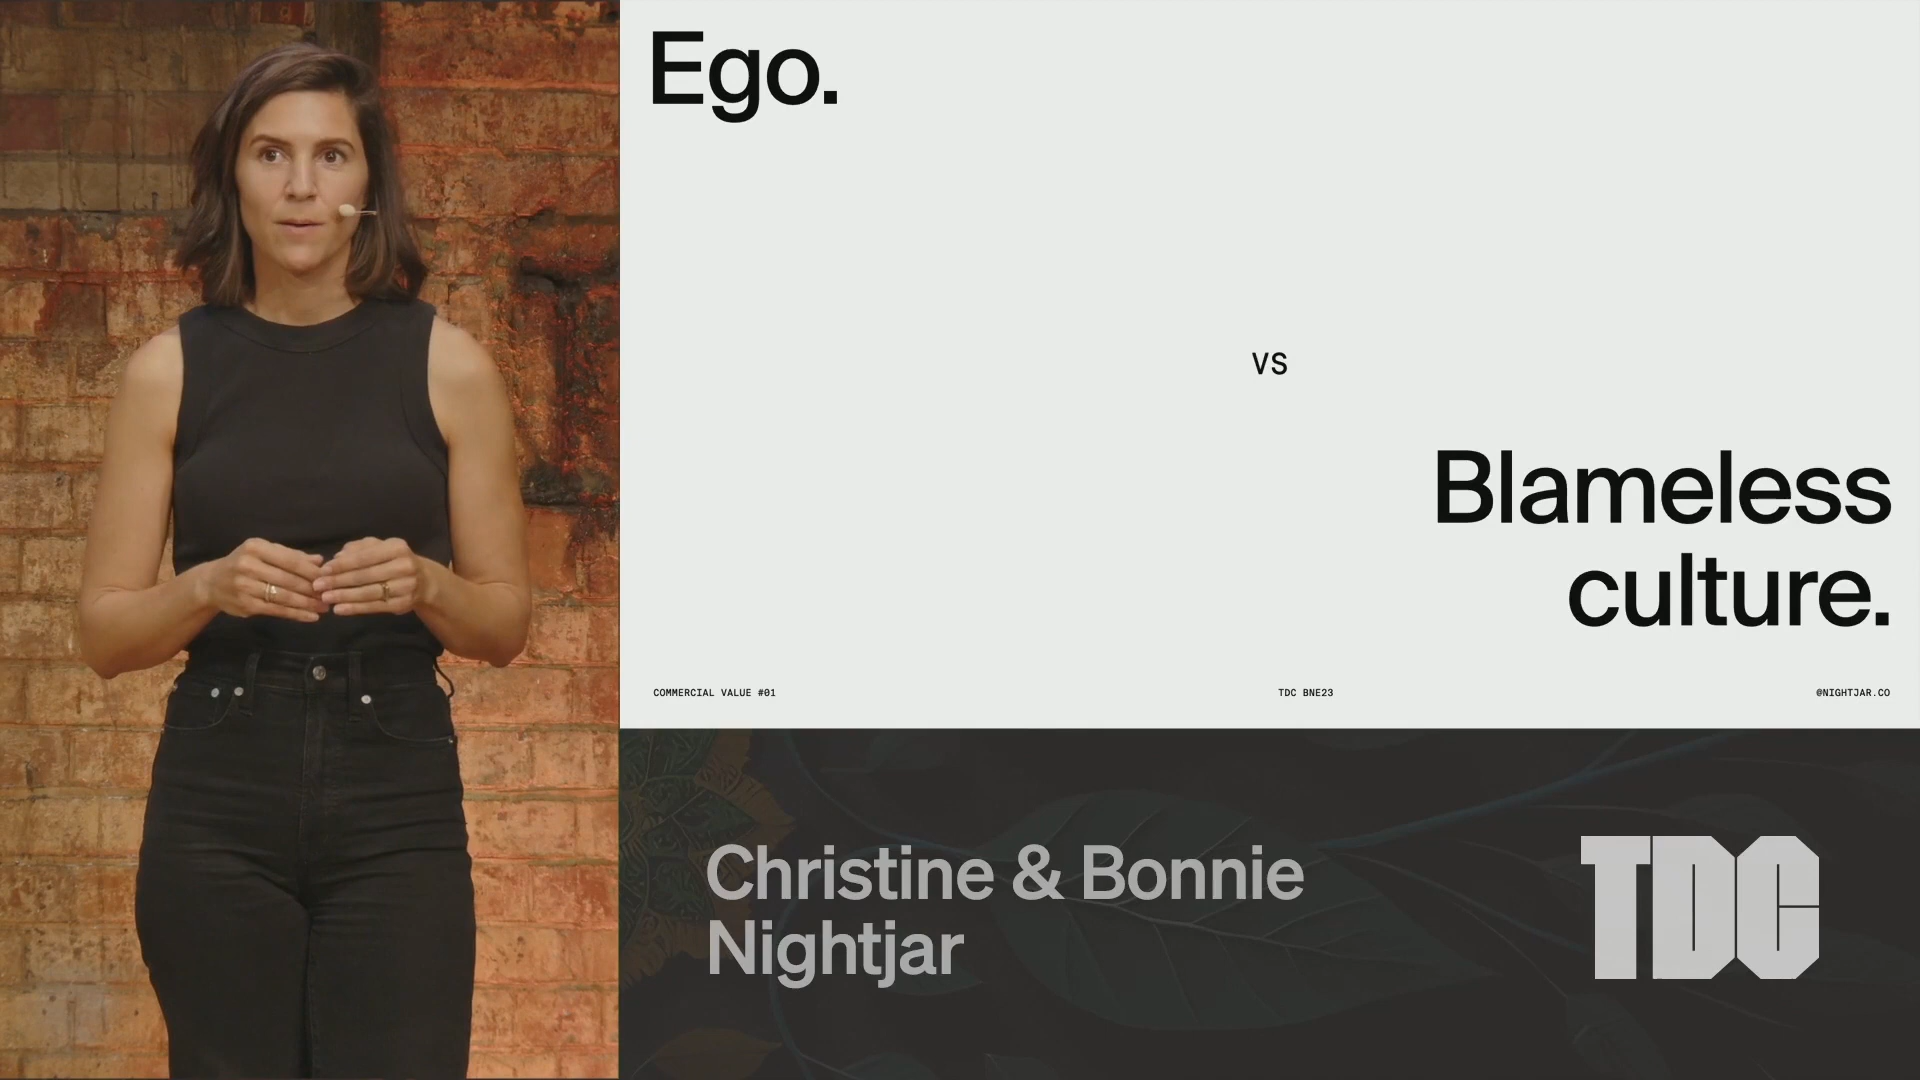 Ego.
VS
Blameless
culture.
COMMERCIAL VALUE #01
TDC BNE23
@NIGHTJAR.CO
Christine & Bonnie
Nightjar
TDC